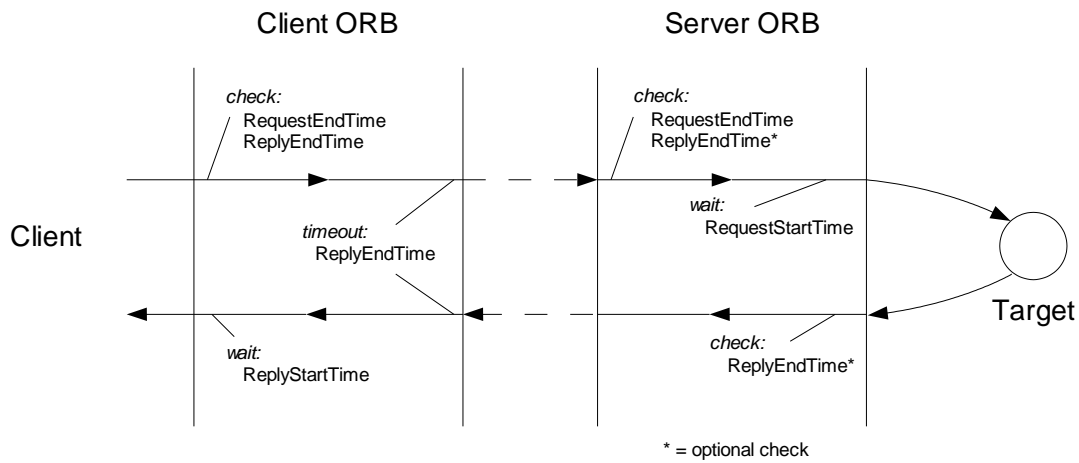 Client ORB
Server ORB
check:
RequestEndTime
ReplyEndTime
check:
RequestEndTime
ReplyEndTime*
wait:
RequestStartTime
Client
timeout:
ReplyEndTime
Target
wait:
ReplyStartTime
check:
ReplyEndTime*
* = optional check